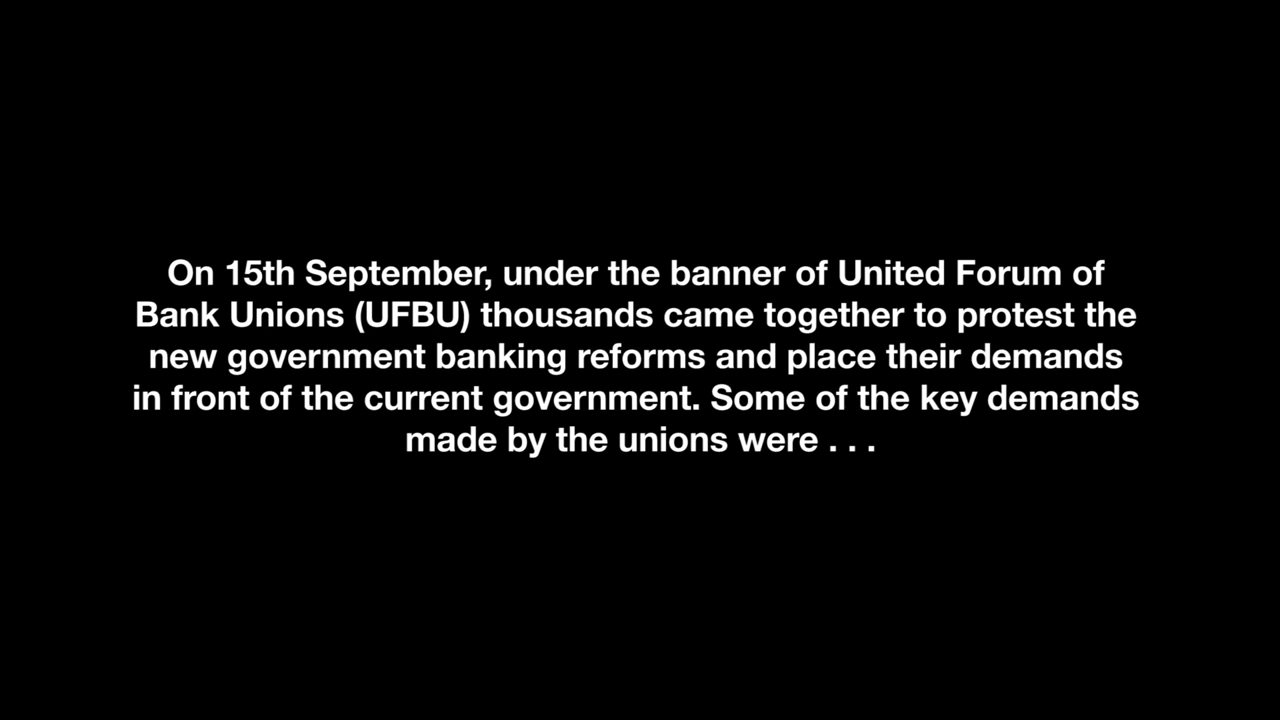 On 15th September, under the banner of United Forum of
Bank Unions (UFBU) thousands came together to protest the
new government banking reforms and place their demands
in front of the current government. Some of the key demands
made by the unions were . . .